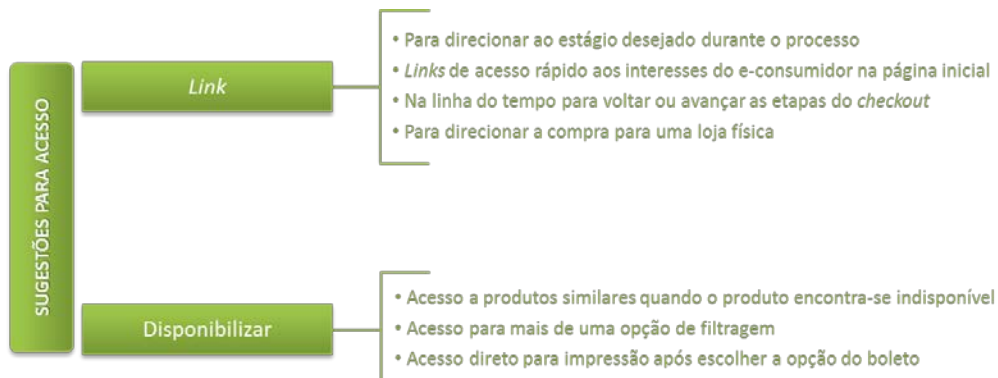 SUGESTÕES PARA ACESSO
Link
• Para direcionar ao estágio desejado durante o processo
• Links de acesso rápido aos interesses do e-consumidor na página inicial
• Na linha do tempo para voltar ou avançar as etapas do checkout
• Para direcionar a compra para uma loja física
Disponibilizar
• Acesso a produtos similares quando o produto encontra-se indisponível
• Acesso para mais de uma opção de filtragem
• Acesso direto para impressão após escolher a opção do boleto